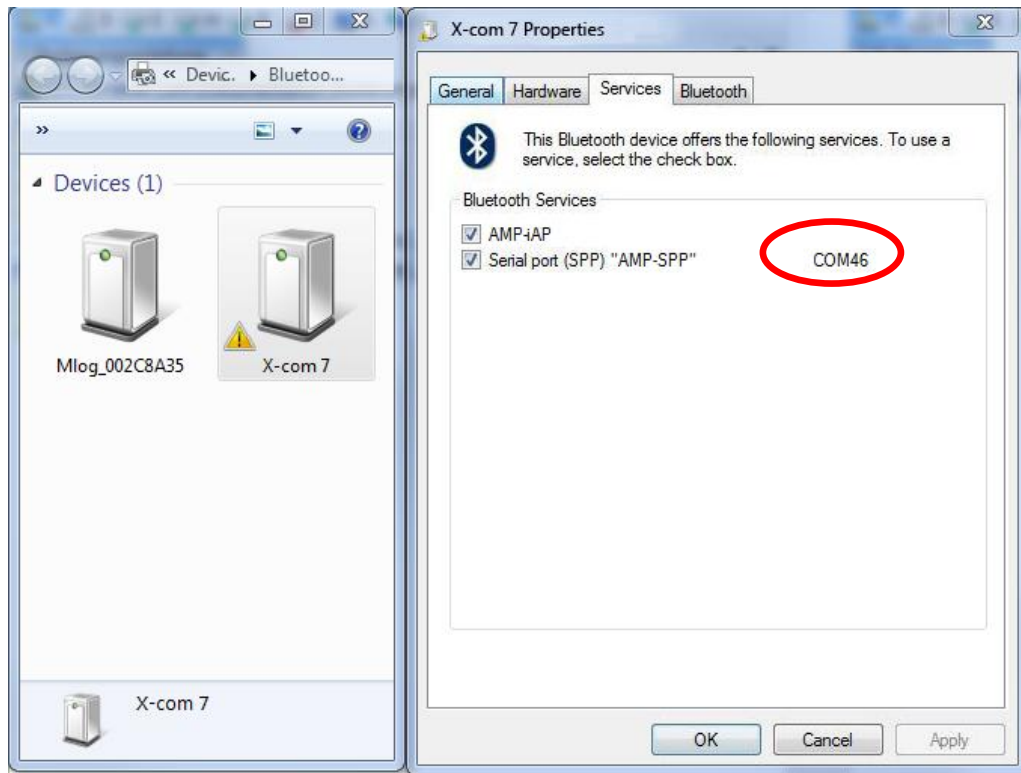 « Devic. ▸ Bluetoo...
»
Devices (1)
Mlog_002C8A35
X-com 7
X-com 7
X-com 7 Properties
General Hardware Services Bluetooth
This Bluetooth device offers the following services. To use a
service, select the check box.
Bluetooth Services
AMP-iAP
Serial port (SPP) "AMP-SPP" COM46
OK Cancel Apply